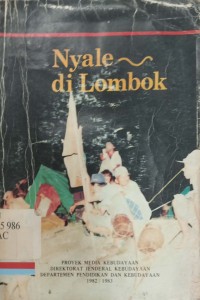 Nyale
di Lombok
5 986
AC
PROYEK MEDIA KEBUDAYAAN
DIREKTORAT JENDERAL KEBUDAYAAN
DEPARTEMEN PENDIDIKAN DAN KEBUDAYAAN
1982 / 1983